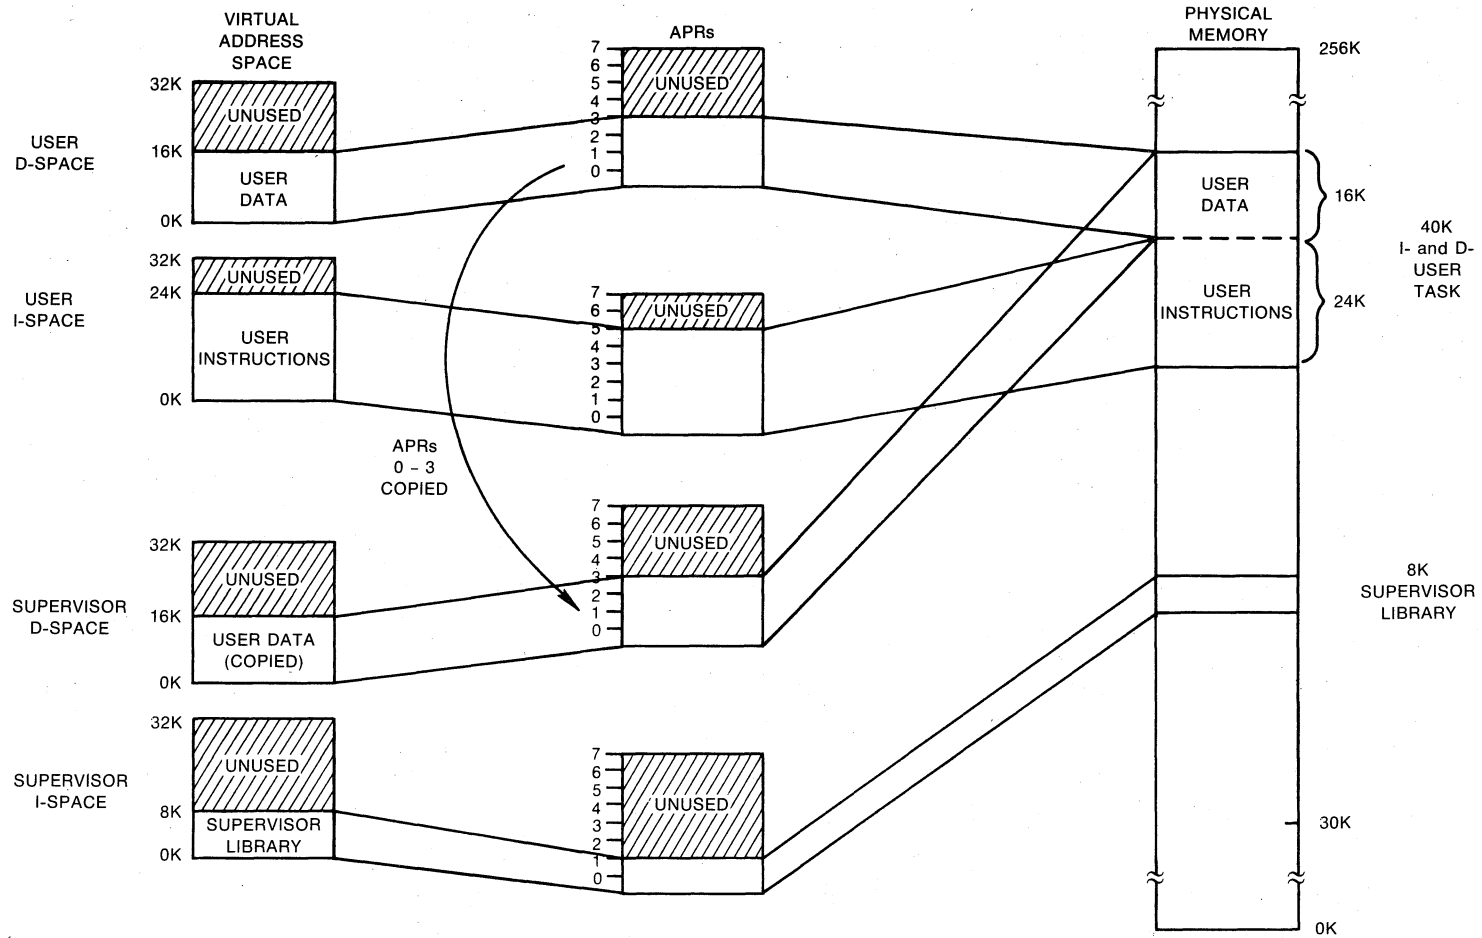 VIRTUAL
ADDRESS
SPACE
APRs
PHYSICAL
MEMORY
USER
D-SPACE
32K
UNUSED
16K
USER
DATA
0K
7
6
5
4
3
2
1
0
UNUSED
256K
USER
DATA
16K
USER
INSTRUCTIONS
24K
40K
I- and D-
USER
TASK
USER
I-SPACE
32K
UNUSED
24K
USER
INSTRUCTIONS
0K
7
6
5
4
3
2
1
0
UNUSED
APRs
0 – 3
COPIED
SUPERVISOR
D-SPACE
32K
UNUSED
16K
USER DATA
(COPIED)
0K
7
6
5
4
3
2
1
0
UNUSED
8K
SUPERVISOR
LIBRARY
SUPERVISOR
I-SPACE
32K
UNUSED
8K
SUPERVISOR
LIBRARY
0K
7
6
5
4
3
2
1
0
UNUSED
30K
0K